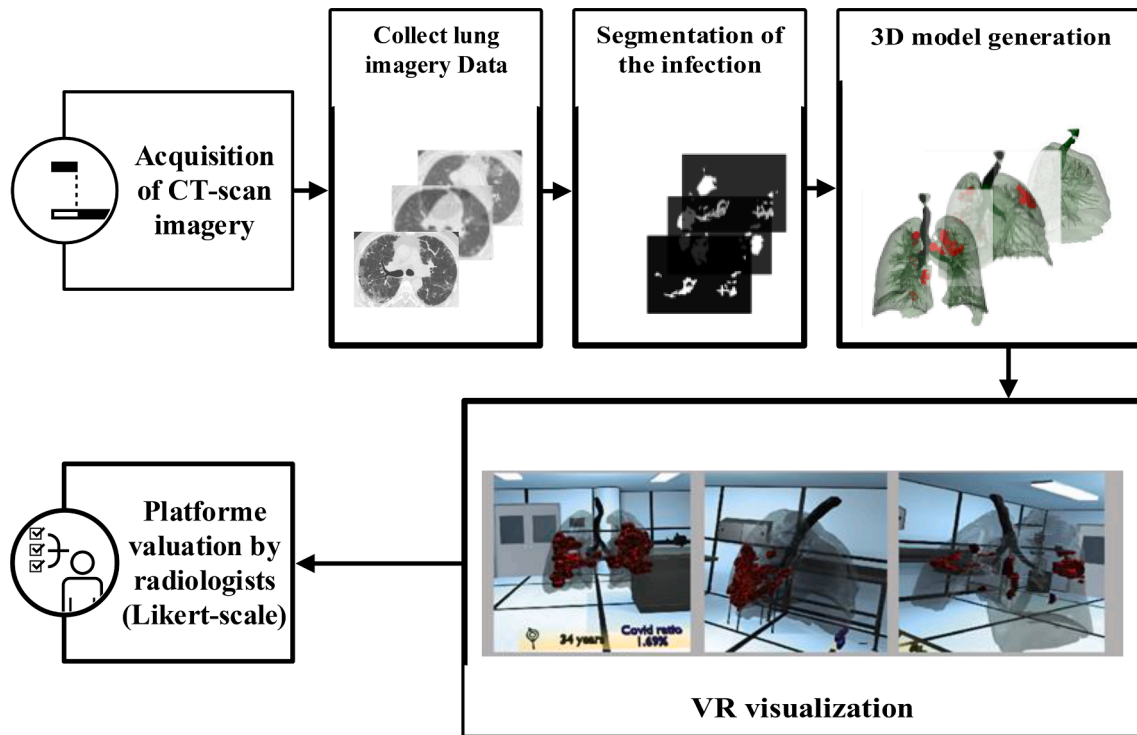 Acquisition
of CT-scan
imagery
Collect lung
imagery Data
Segmentation of
the infection
3D model generation
34 years
Covid ratio
1.69%
VR visualization
Platforme
valuation by
radiologists
(Likert-scale)